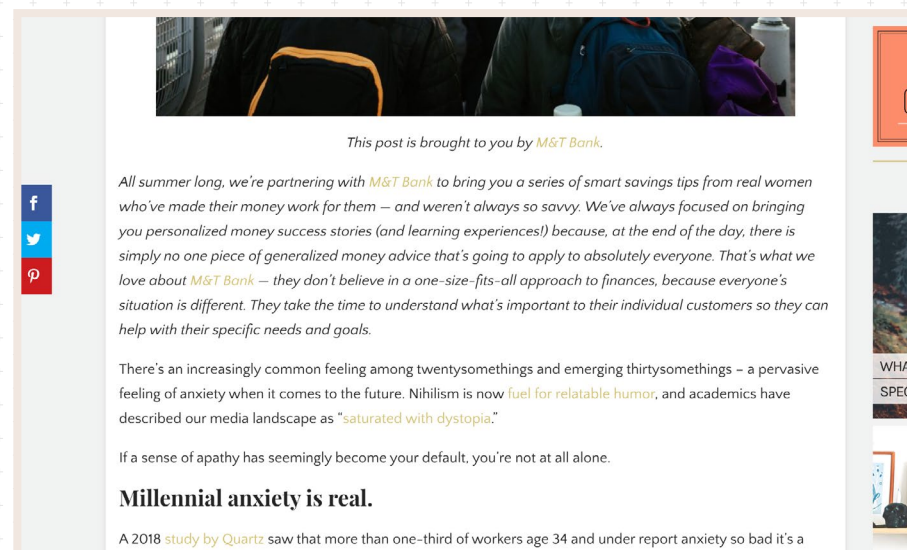 This post is brought to you by M&T Bank.
All summer long, we're partnering with M&T Bank to bring you a series of smart savings tips from real women
who've made their money work for them — and weren't always so savvy. We've always focused on bringing
you personalized money success stories (and learning experiences!) because, at the end of the day, there is
simply no one piece of generalized money advice that's going to apply to absolutely everyone. That's what we
love about M&T Bank — they don't believe in a one-size-fits-all approach to finances, because everyone's
situation is different. They take the time to understand what's important to their individual customers so they can
help with their specific needs and goals.
There's an increasingly common feeling among twentysomethings and emerging thirtysomethings – a pervasive
feeling of anxiety when it comes to the future. Nihilism is now fuel for relatable humor, and academics have
described our media landscape as “saturated with dystopia.”
If a sense of apathy has seemingly become your default, you're not at all alone.
Millennial anxiety is real.
A 2018 study by Quartz saw that more than one-third of workers age 34 and under report anxiety so bad it's a